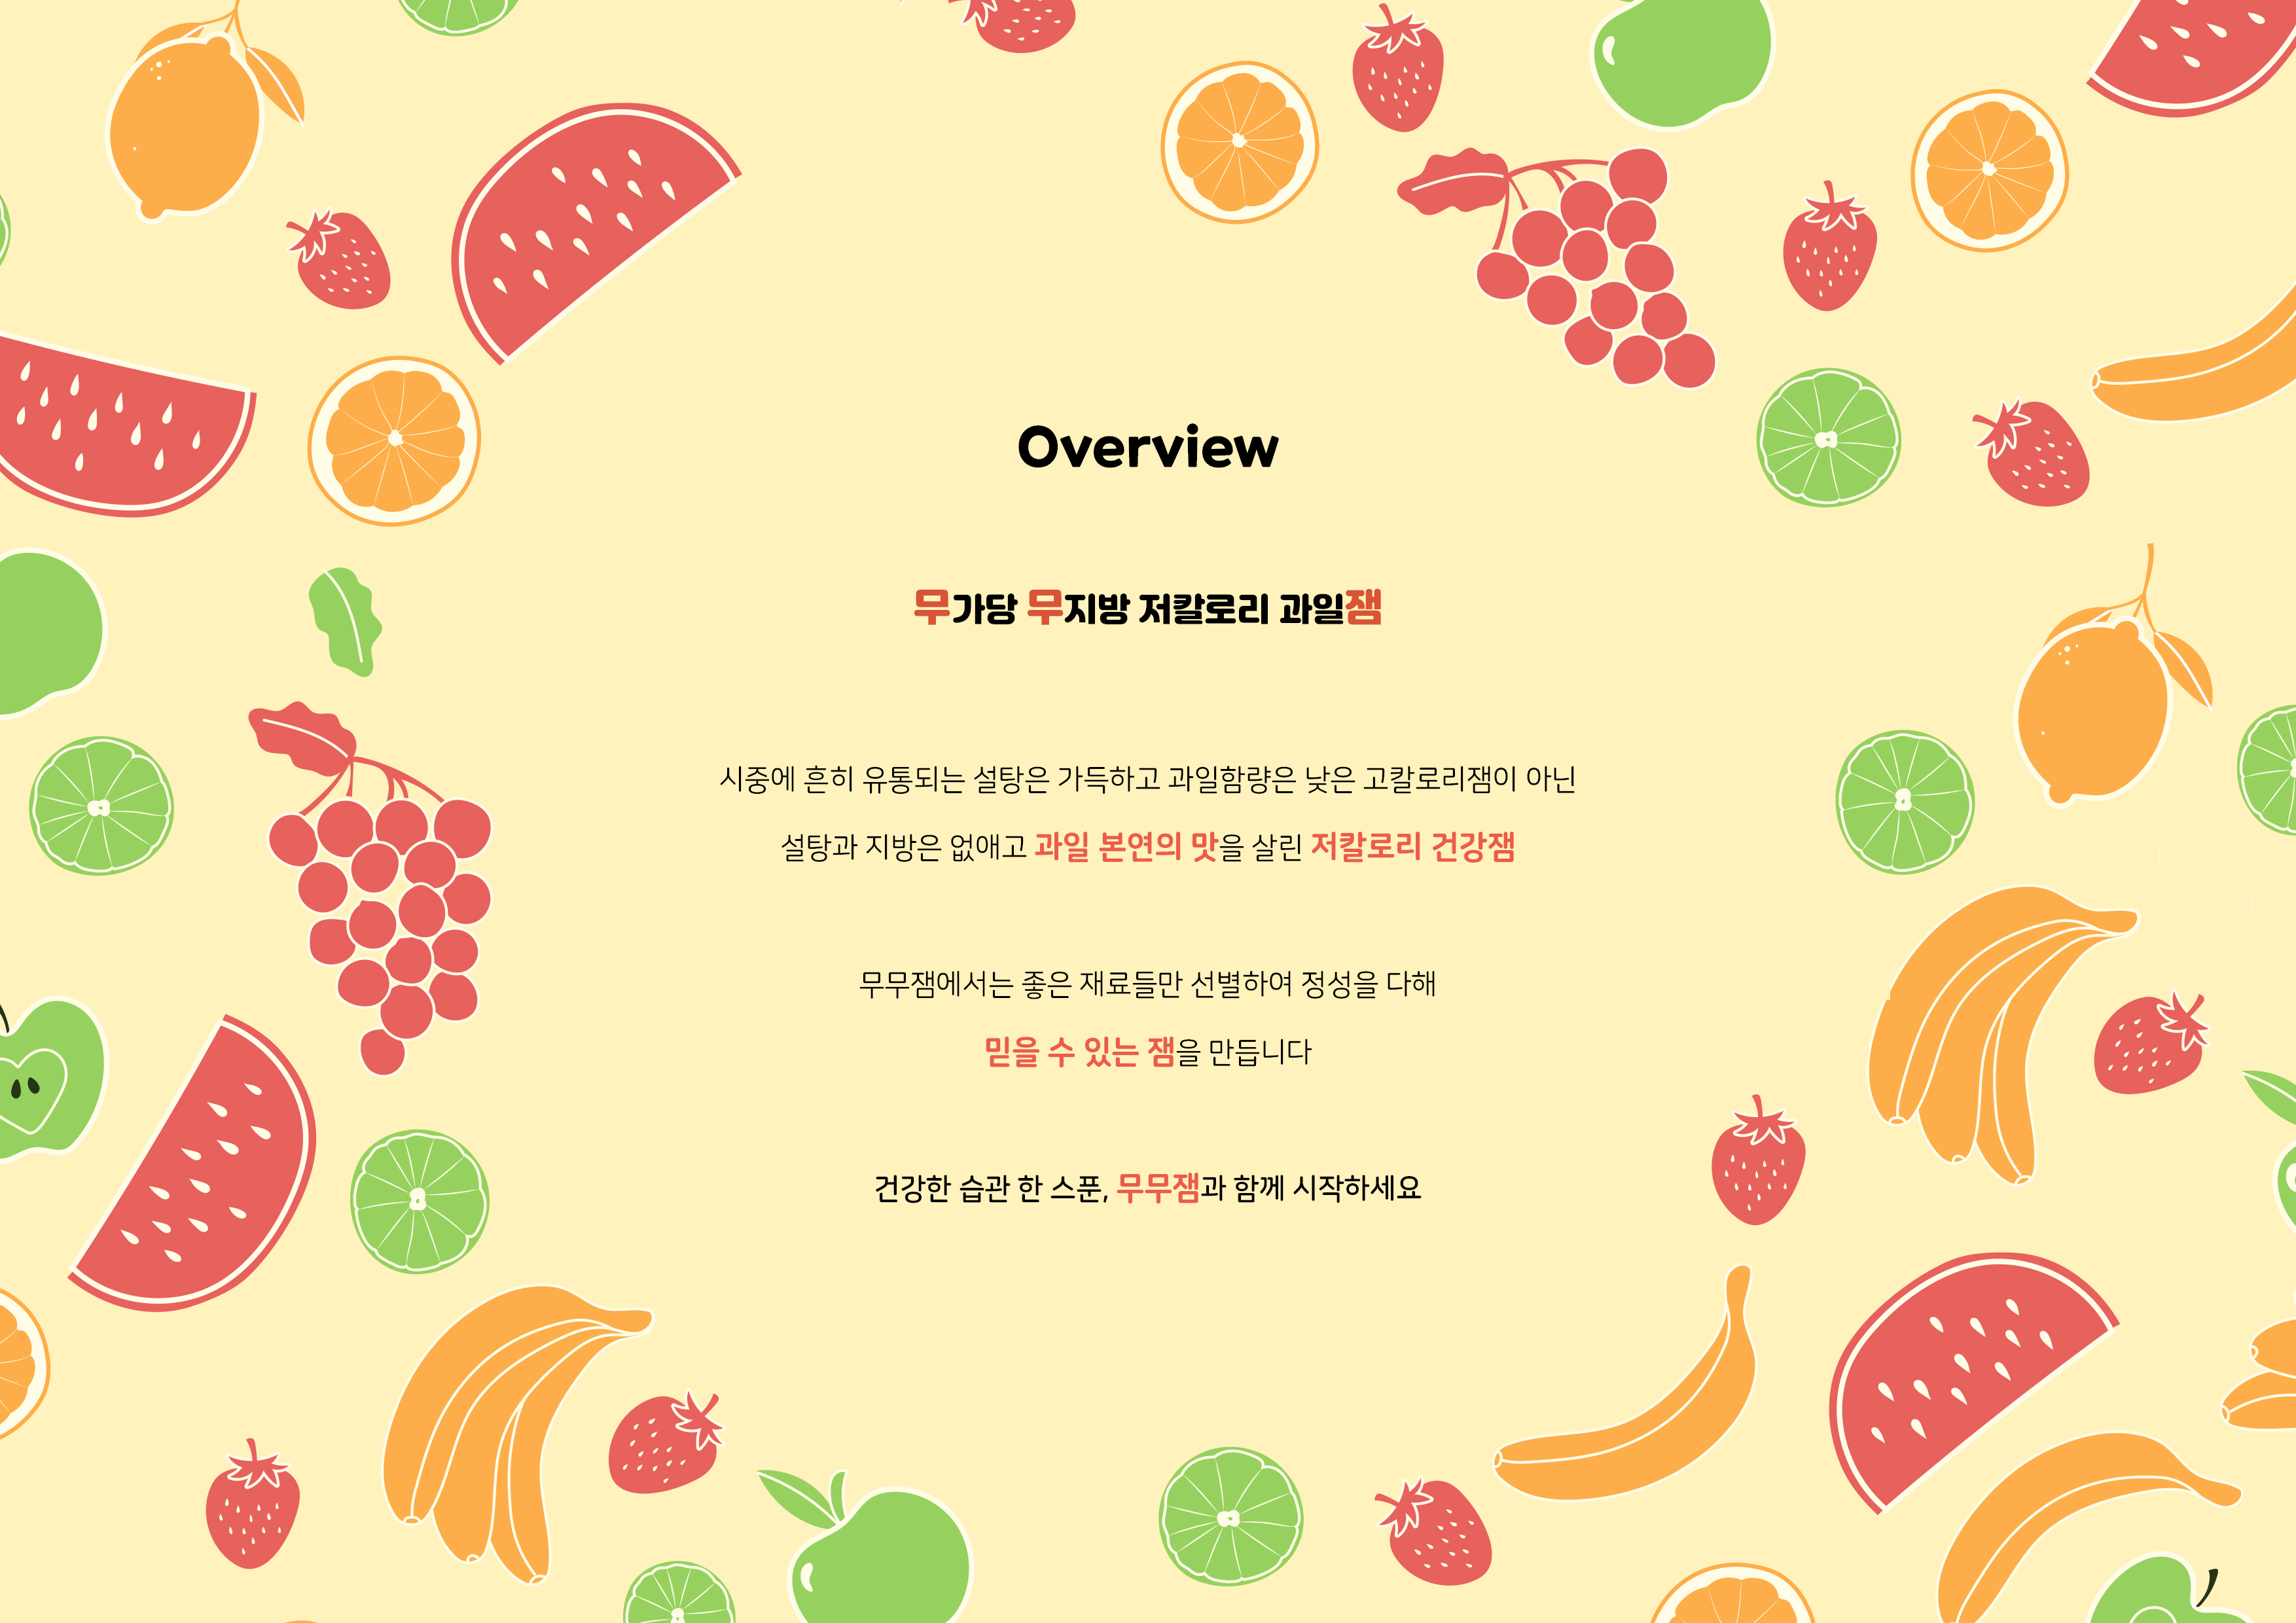 Overview
무가당 무지방 저칼로리 과일잼
시중에 흔히 유통되는 설탕은 가득하고 과일함량은 낮은 고칼로리잼이 아닌
설탕과 지방은 없애고 과일 본연의 맛을 살린 저칼로리 건강잼
무무잼에서는 좋은 재료들만 선별하여 정성을 다해
믿을 수 있는 잼을 만듭니다
건강한 습관 한 스푼, 무무잼과 함께 시작하세요